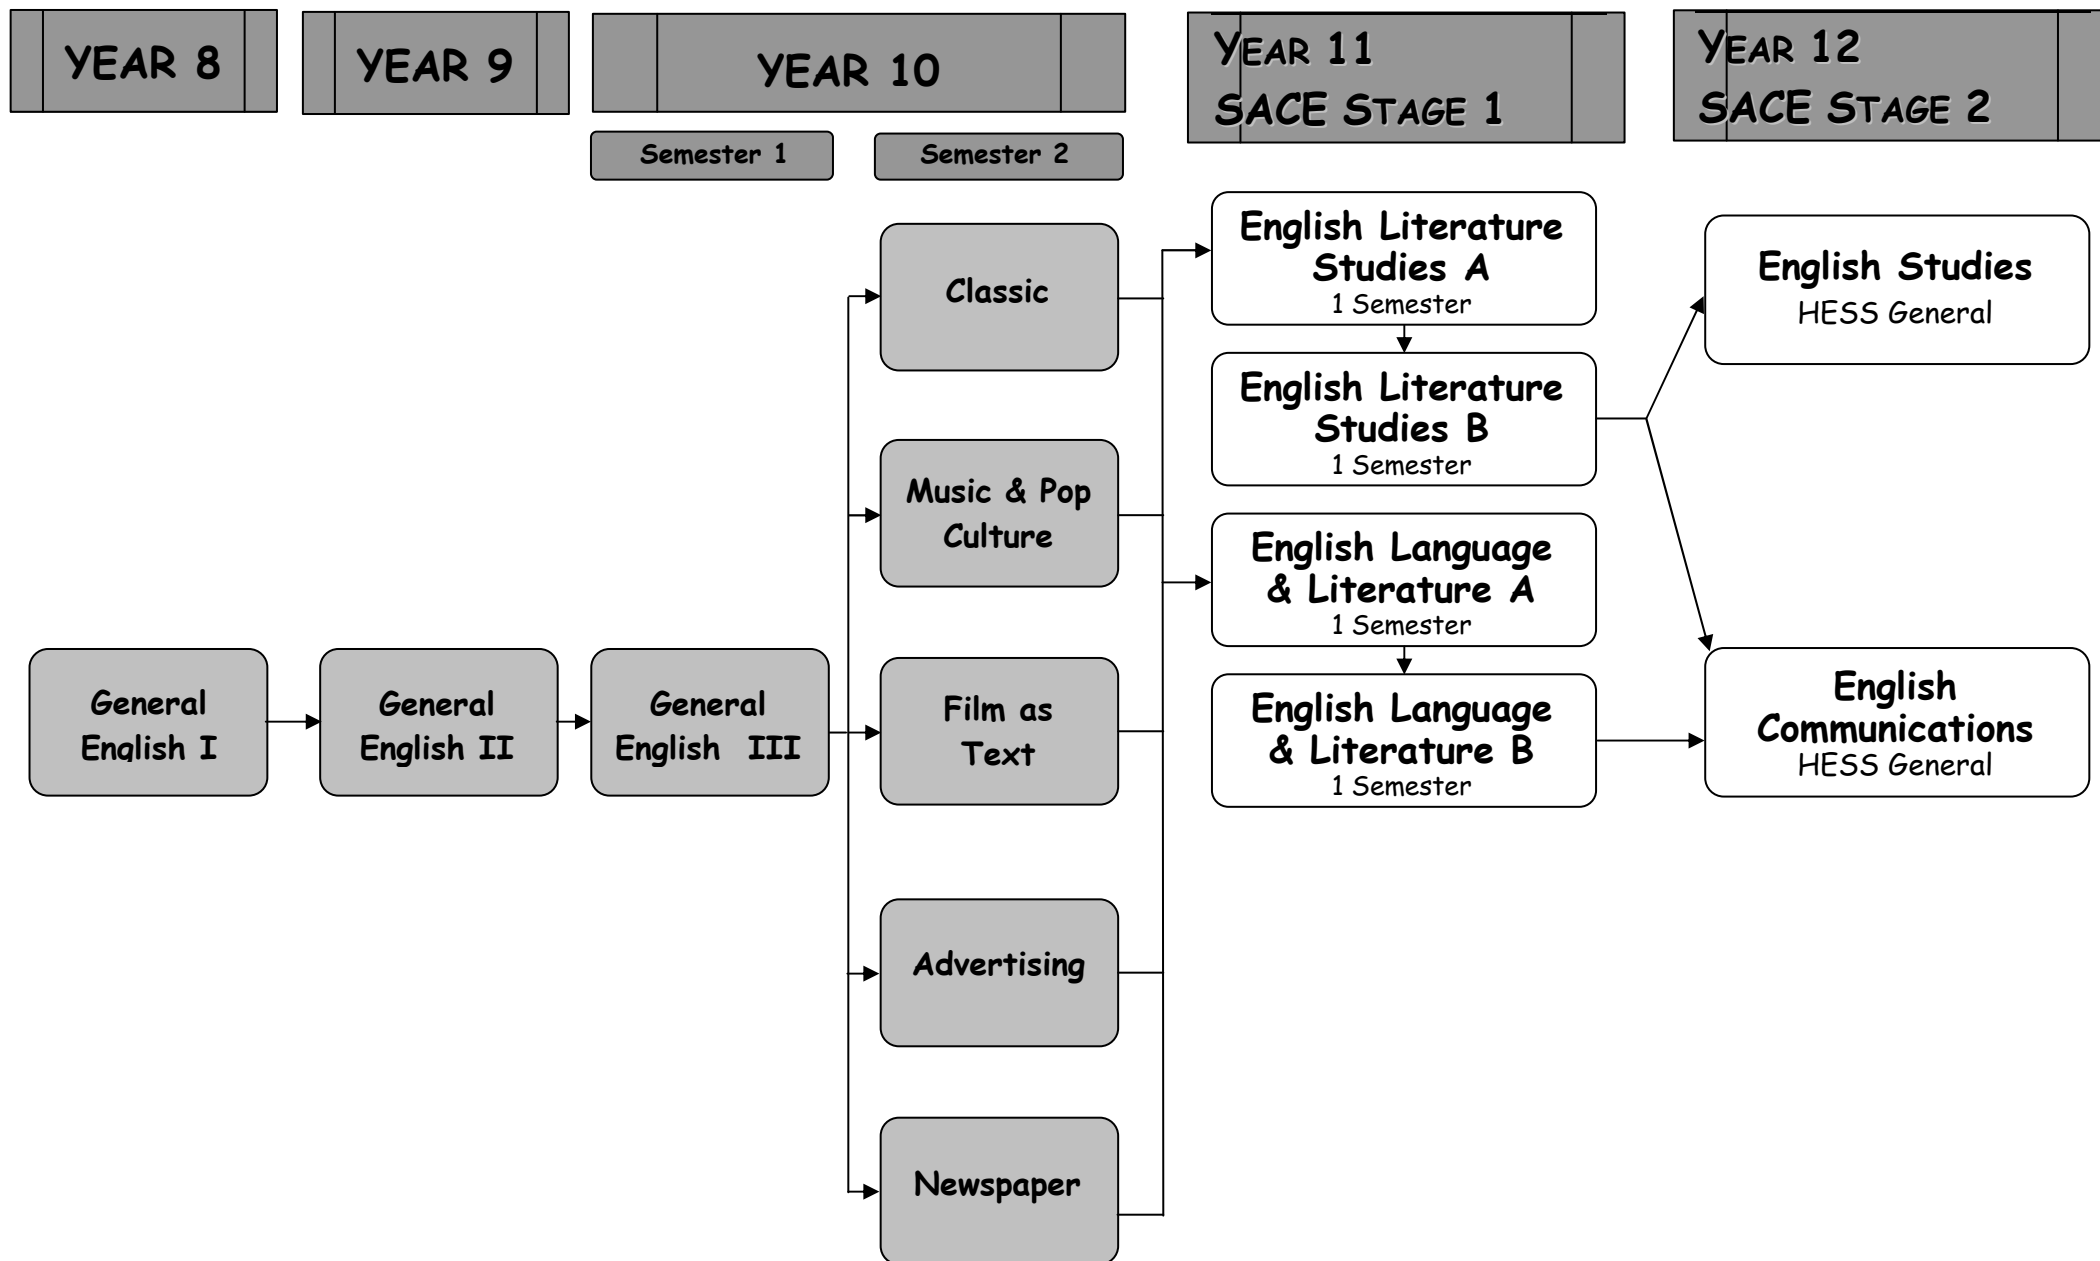 YEAR 8
YEAR 9
YEAR 10
YEAR 11
SACE STAGE 1
YEAR 12
SACE STAGE 2
Semester 1
Semester 2
General
English I
General
English II
General
English III
Classic
Music & Pop
Culture
Film as
Text
Advertising
Newspaper
English Literature
Studies A
1 Semester
English Literature
Studies B
1 Semester
English Language
& Literature A
1 Semester
English Language
& Literature B
1 Semester
English Studies
HESS General
English
Communications
HESS General